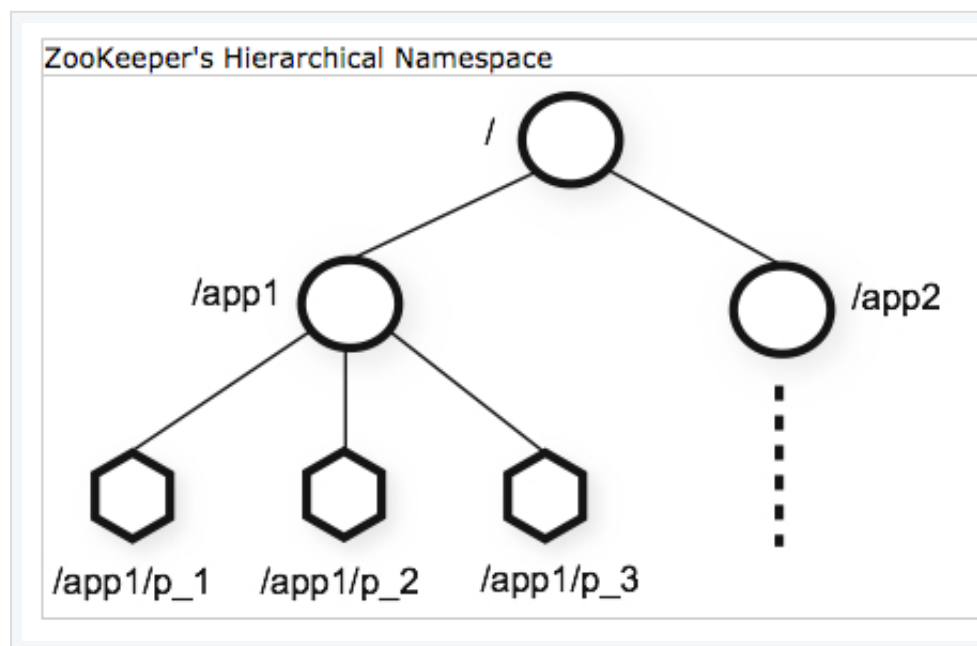 ZooKeeper's Hierarchical Namespace
/
/app1
/app2
/app1/p_1
/app1/p_2
/app1/p_3